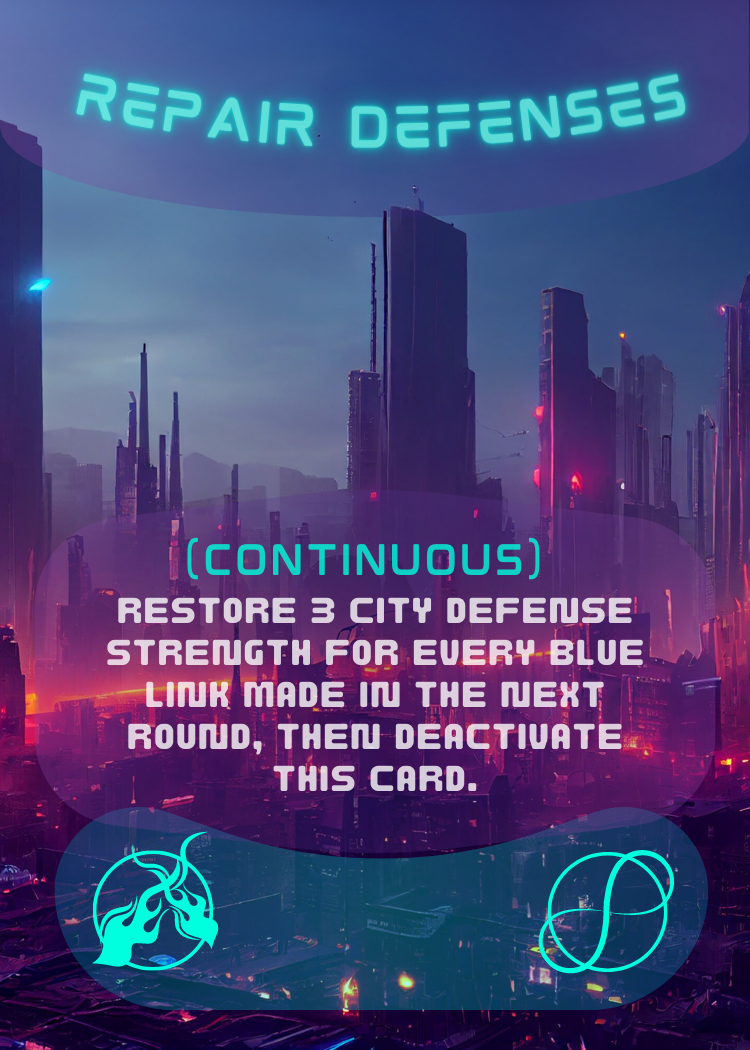 REPAIR DEFENSES
(CONTINUOUS)
RESTORE 3 CITY DEFENSE
STRENGTH FOR EVERY BLUE
LINK MADE IN THE NEXT
ROUND, THEN DEACTIVATE
THIS CARD.